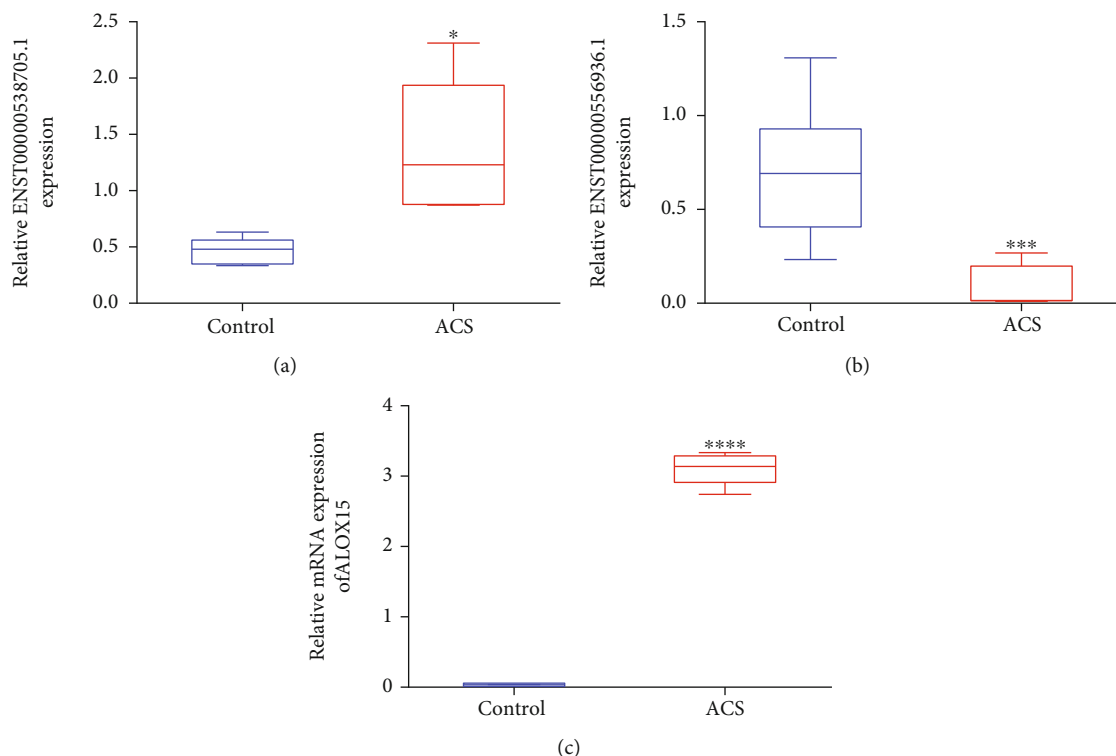 Relative ENST00000538705.1
expression
2.5
2.0
1.5
1.0
0.5
0.0
*
Control
ACS
(a)
Relative ENST00000556936.1
expression
1.5
1.0
0.5
0.0
***
Control
ACS
(b)
Relative mRNA expression
ofALOX15
4
3
2
1
0
****
Control
ACS
(c)